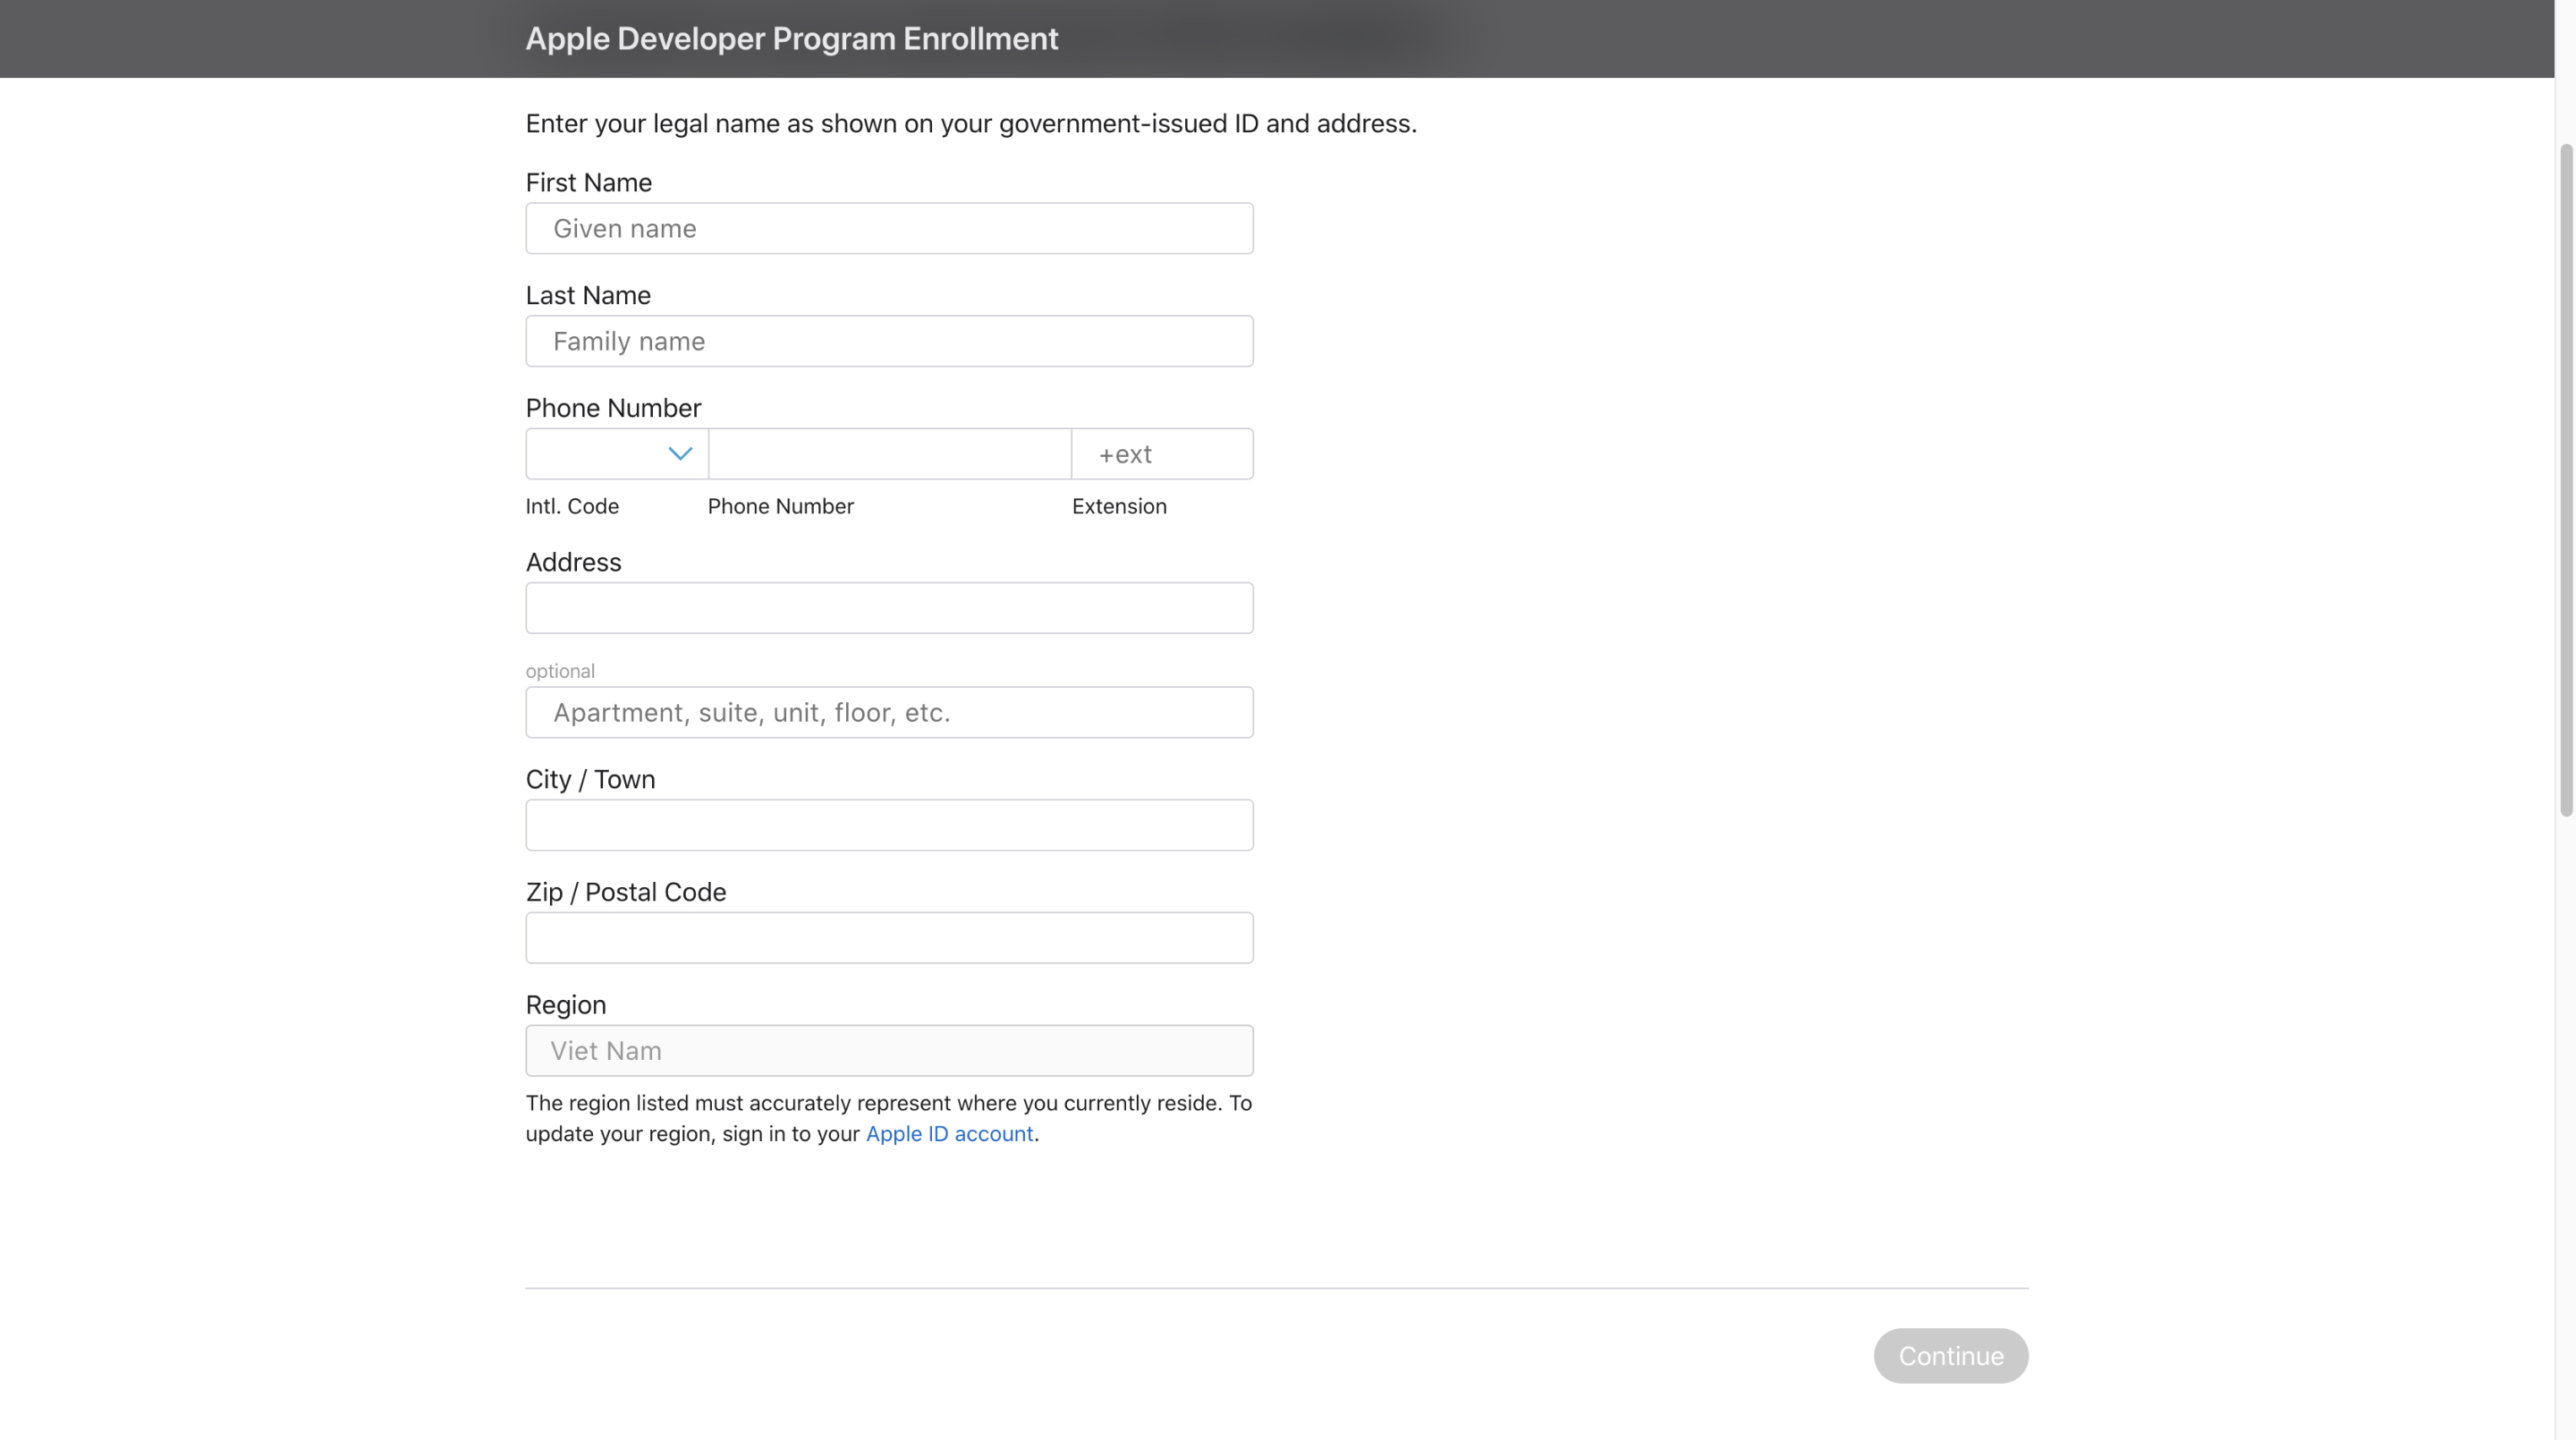 Apple Developer Program Enrollment
Enter your legal name as shown on your government-issued ID and address.
First Name
Given name
Last Name
Family name
Phone Number
+ext
Intl. Code Phone Number Extension
Address
optional
Apartment, suite, unit, floor, etc.
City / Town
Zip / Postal Code
Region
Viet Nam
The region listed must accurately represent where you currently reside. To
update your region, sign in to your Apple ID account.
Continue